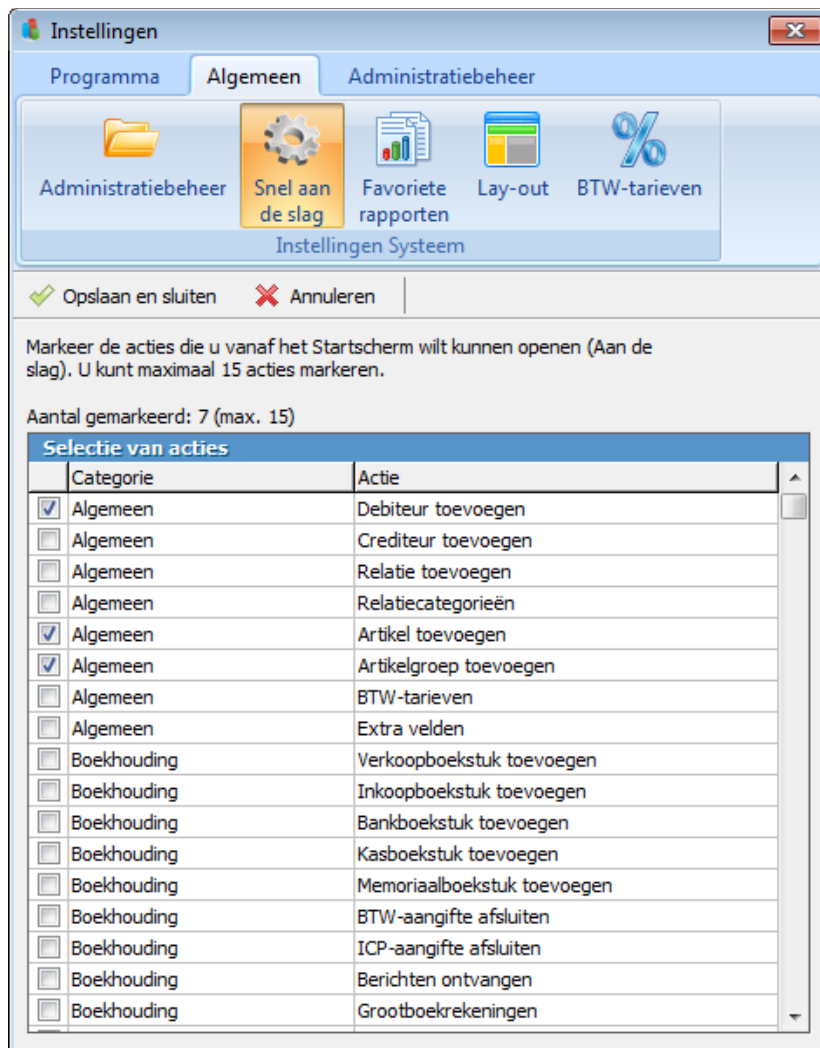 Instellingen
Programma Algemeen Administratiebeheer
Administratiebeheer Snel aan de slag Favoriete rapporten Lay-out BTW-tarieven
Instellingen Systeem
Opslaan en sluiten Annuleren
Markeer de acties die u vanaf het Startscherm wilt kunnen openen (Aan de
slag). U kunt maximaal 15 acties markeren.
Aantal gemarkeerd: 7 (max. 15)
Selectie van acties
Categorie Actie
Algemeen Debiteur toevoegen
Algemeen Crediteur toevoegen
Algemeen Relatie toevoegen
Algemeen Relatiecategorieën
Algemeen Artikel toevoegen
Algemeen Artikelgroep toevoegen
Algemeen BTW-tarieven
Algemeen Extra velden
Boekhouding Verkoopboekstuk toevoegen
Boekhouding Inkoopboekstuk toevoegen
Boekhouding Bankboekstuk toevoegen
Boekhouding Kasboekstuk toevoegen
Boekhouding Memoriaalboekstuk toevoegen
Boekhouding BTW-aangifte afsluiten
Boekhouding ICP-aangifte afsluiten
Boekhouding Berichten ontvangen
Boekhouding Grootboekrekeningen